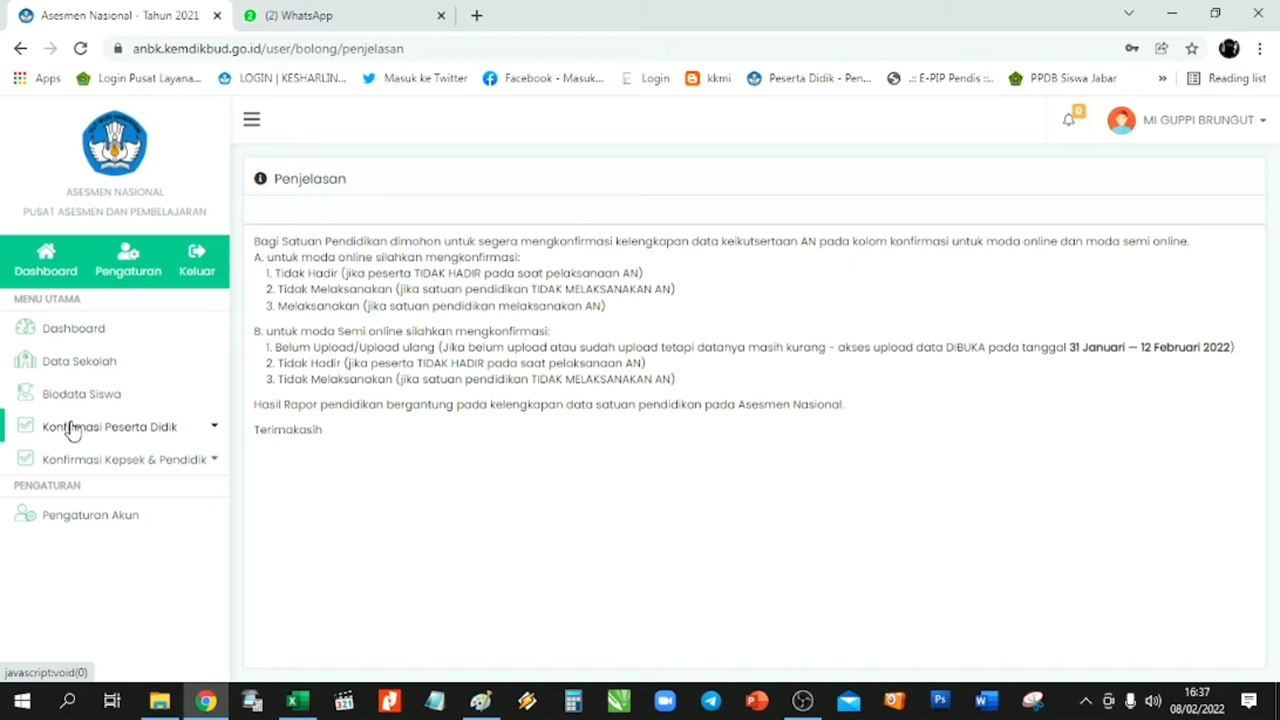 Asesmen Nasional - Tahun 2021
(2) WhatsApp
anbk.kemdikbud.go.id/user/bolong/penjelasan
Apps
Login Pusat Layana...
LOGIN | KESHARLIN...
Masuk ke Twitter
Facebook - Masuk...
Login
kkmi
Peserta Didik - Pen...
.:: E-PIP Pendis ::..
PPDB Siswa Jabar
»
Reading list
ASESMEN NASIONAL
PUSAT ASESMEN DAN PEMBELAJARAN
Dashboard
Pengaturan
Keluar
MENU UTAMA
Dashboard
Data Sekolah
Biodata Siswa
Konfirmasi Peserta Didik
Konfirmasi Kepsek & Pendidik
PENGATURAN
Pengaturan Akun
0
MI GUPPI BRUNGUT
Penjelasan
Bagi Satuan Pendidikan dimohon untuk segera mengkonfirmasi kelengkapan data keikutsertaan AN pada kolom konfirmasi untuk moda online dan moda semi online.
A. untuk moda online silahkan mengkonfirmasi:
1. Tidak Hadir (jika peserta TIDAK HADIR pada saat pelaksanaan AN)
2. Tidak Melaksanakan (jika satuan pendidikan TIDAK MELAKSANAKAN AN)
3. Melaksanakan (jika satuan pendidikan melaksanakan AN)
B. untuk moda Semi online silahkan mengkonfirmasi:
1. Belum Upload/Upload ulang (Jika belum upload atau sudah upload tetapi datanya masih kurang - akses upload data DIBUKA pada tanggal 31 Januari — 12 Februari 2022)
2. Tidak Hadir (jika peserta TIDAK HADIR pada saat pelaksanaan AN)
3. Tidak Melaksanakan (jika satuan pendidikan TIDAK MELAKSANAKAN AN)
Hasil Rapor pendidikan bergantung pada kelengkapan data satuan pendidikan pada Asesmen Nasional.
Terimakasih
javascript:void(0)
16:37
08/02/2022